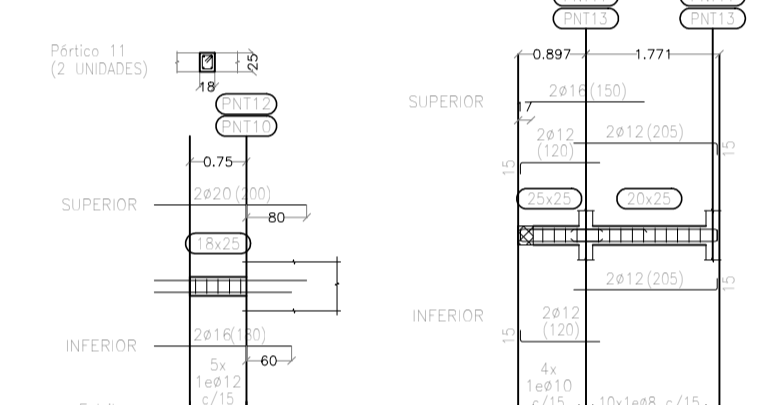 Pórtico 11
(2 UNIDADES)
25
18
PNT12
PNT10
0.75
SUPERIOR
2ø20 (200)
80
18x25
INFERIOR
2ø16(180)
60
5x
1eø12
c/15
PNT13
0.897
1.771
SUPERIOR
2ø16(150)
17
2ø12
(120)
2ø12(205)
15
15
25x25
20x25
2ø12(205)
15
INFERIOR
2ø12
(120)
15
4x
1eø10
c/15
10x1eø8 c/15